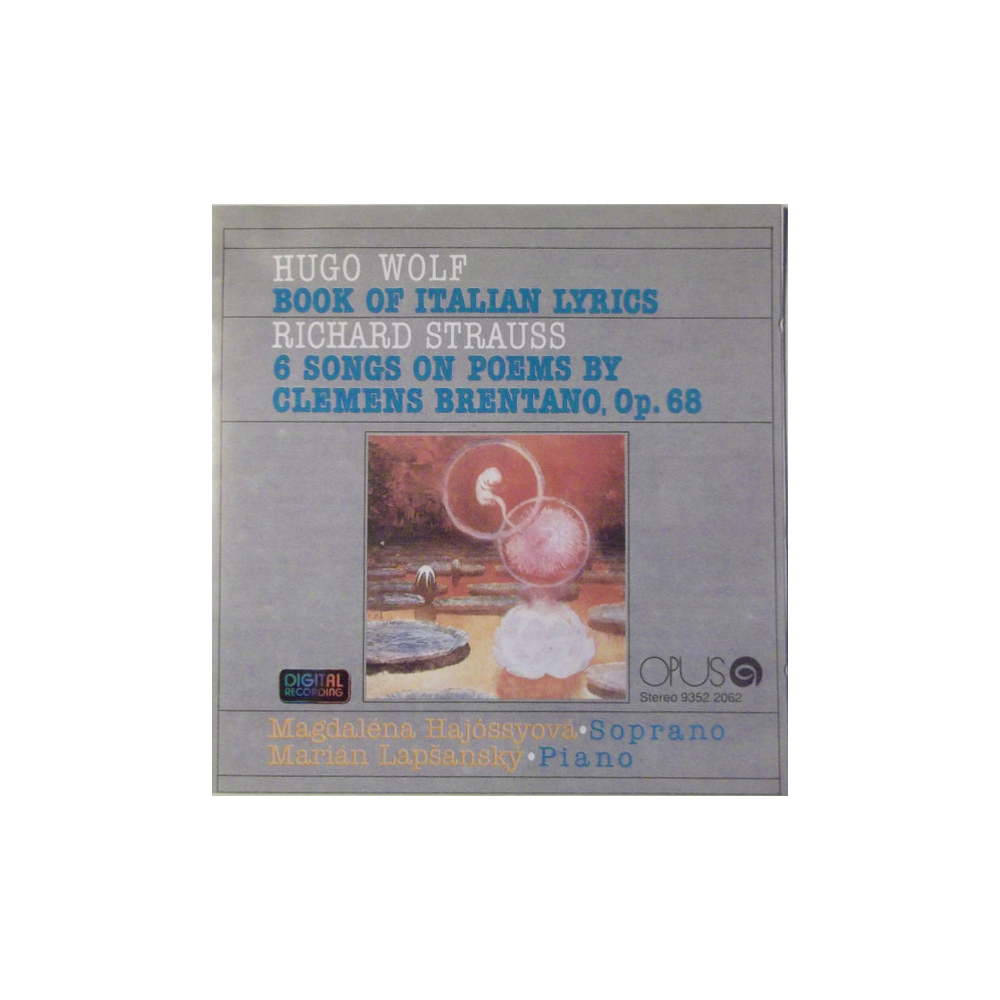 HUGO WOLF
BOOK OF ITALIAN LYRICS
RICHARD STRAUSS
6 SONGS ON POEMS BY
CLEMENS BRENTANO, Op. 68
DIGITAL
RECORDING
OPUS
Stereo 9352 2062
Magdaléna Hajóssyová • Soprano
Marián Lapšanský • Piano